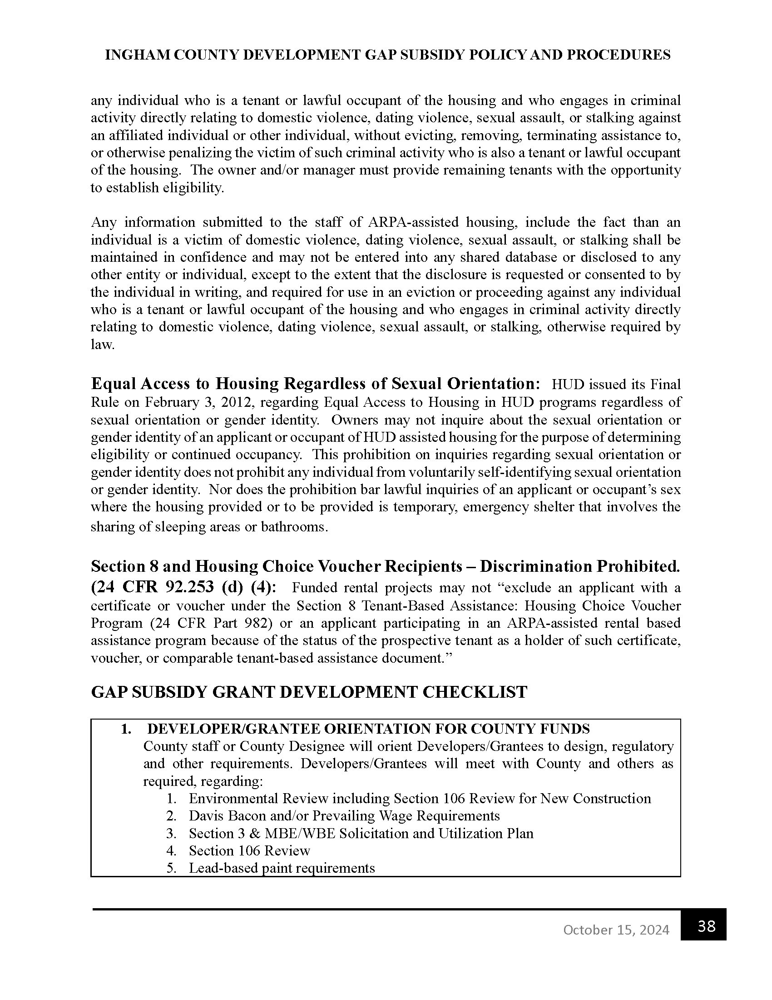 INGHAM COUNTY DEVELOPMENT GAP SUBSIDY POLICY AND PROCEDURES
any individual who is a tenant or lawful occupant of the housing and who engages in criminal
activity directly relating to domestic violence, dating violence, sexual assault, or stalking against
an affiliated individual or other individual, without evicting, removing, terminating assistance to,
or otherwise penalizing the victim of such criminal activity who is also a tenant or lawful occupant
of the housing.  The owner and/or manager must provide remaining tenants with the opportunity
to establish eligibility.
Any information submitted to the staff of ARPA-assisted housing, include the fact than an
individual is a victim of domestic violence, dating violence, sexual assault, or stalking shall be
maintained in confidence and may not be entered into any shared database or disclosed to any
other entity or individual, except to the extent that the disclosure is requested or consented to by
the individual in writing, and required for use in an eviction or proceeding against any individual
who is a tenant or lawful occupant of the housing and who engages in criminal activity directly
relating to domestic violence, dating violence, sexual assault, or stalking, otherwise required by
law.
Equal Access to Housing Regardless of Sexual Orientation:  HUD issued its Final
Rule on February 3, 2012, regarding Equal Access to Housing in HUD programs regardless of
sexual orientation or gender identity.  Owners may not inquire about the sexual orientation or
gender identity of an applicant or occupant of HUD assisted housing for the purpose of determining
eligibility or continued occupancy.  This prohibition on inquiries regarding sexual orientation or
gender identity does not prohibit any individual from voluntarily self-identifying sexual orientation
or gender identity.  Nor does the prohibition bar lawful inquiries of an applicant or occupant’s sex
where the housing provided or to be provided is temporary, emergency shelter that involves the
sharing of sleeping areas or bathrooms.
Section 8 and Housing Choice Voucher Recipients – Discrimination Prohibited.
(24 CFR 92.253 (d) (4):  Funded rental projects may not “exclude an applicant with a
certificate or voucher under the Section 8 Tenant-Based Assistance: Housing Choice Voucher
Program (24 CFR Part 982) or an applicant participating in an ARPA-assisted rental based
assistance program because of the status of the prospective tenant as a holder of such certificate,
voucher, or comparable tenant-based assistance document.”
GAP SUBSIDY GRANT DEVELOPMENT CHECKLIST
1. DEVELOPER/GRANTEE ORIENTATION FOR COUNTY FUNDS
County staff or County Designee will orient Developers/Grantees to design, regulatory
and other requirements. Developers/Grantees will meet with County and others as
required, regarding:
1. Environmental Review including Section 106 Review for New Construction
2. Davis Bacon and/or Prevailing Wage Requirements
3. Section 3 & MBE/WBE Solicitation and Utilization Plan
4. Section 106 Review
5. Lead-based paint requirements
October 15, 2024
38